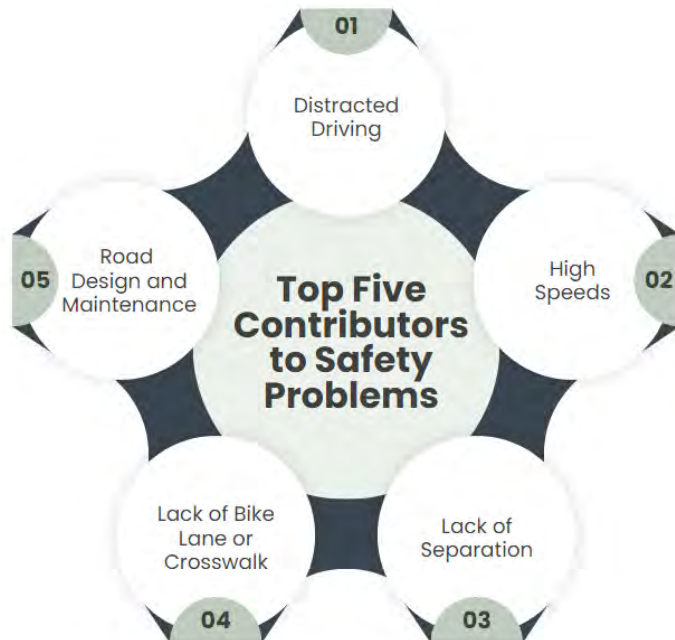 01
Distracted
Driving
Top Five
Contributors
to Safety
Problems
High
Speeds
02
Lack of
Separation
03
Lack of Bike
Lane or
Crosswalk
04
05
Road
Design and
Maintenance